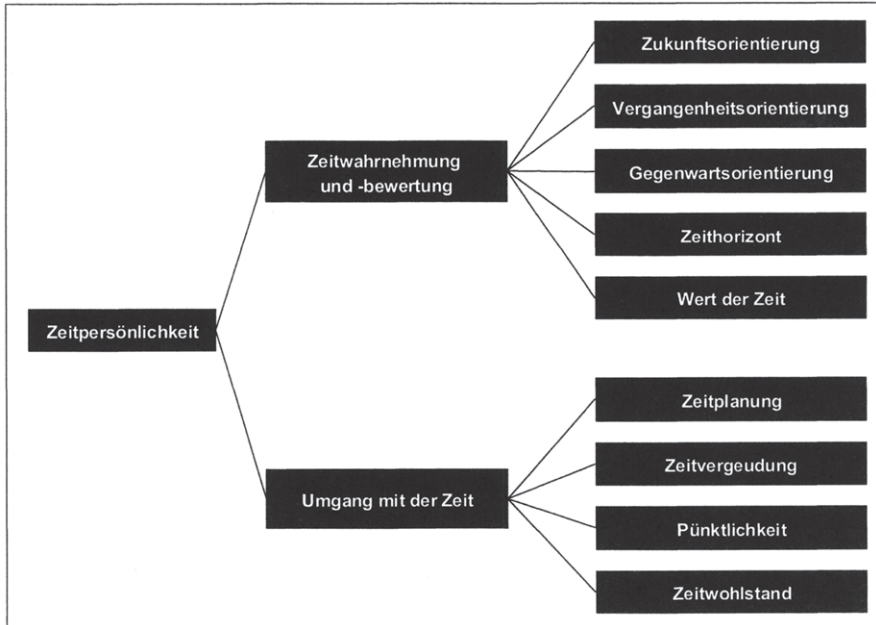 Zukunftsorientierung
Vergangenheitsorientierung
Zeitwahrnehmung
und -bewertung
Gegenwartsorientierung
Zeithorizont
Wert der Zeit
Zeitpersönlichkeit
Zeitplanung
Zeitvergeudung
Umgang mit der Zeit
Pünktlichkeit
Zeitwohlstand